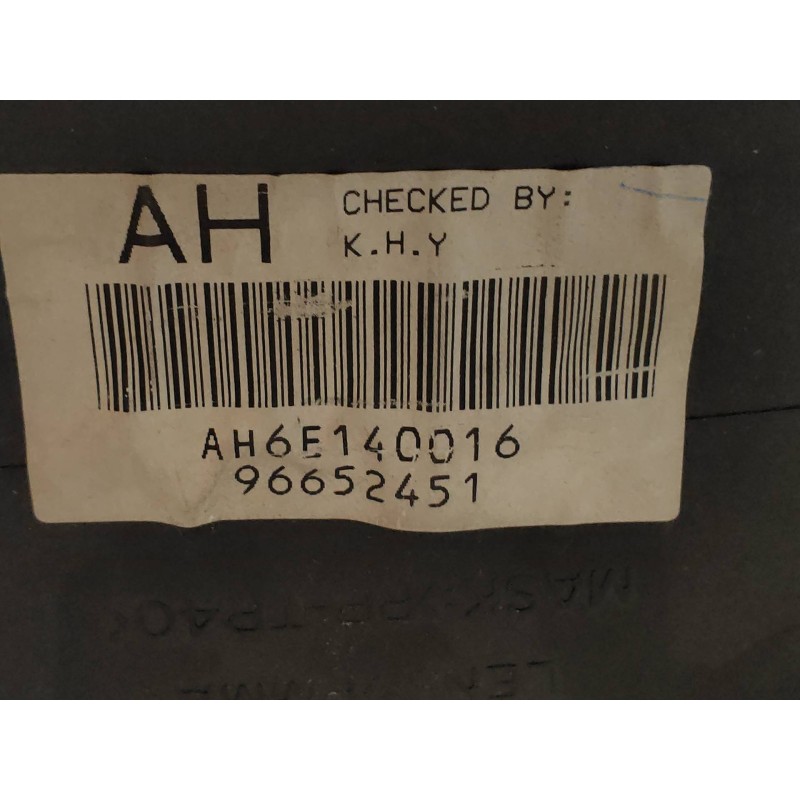 AH
CHECKED BY:
K.H.Y
AH6E140016
96652451